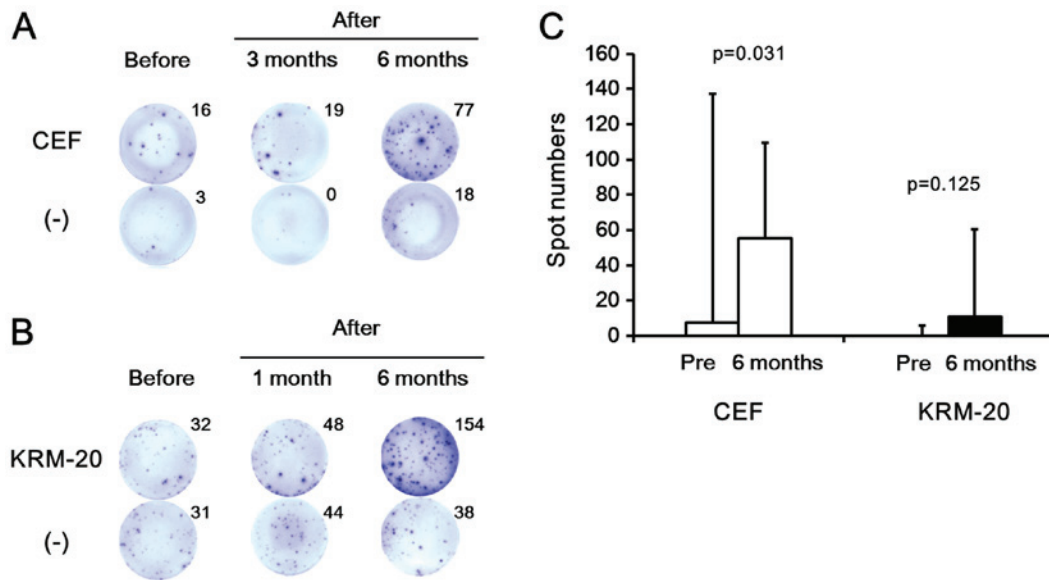 A
After
Before 3 months 6 months
CEF 16 19 77
(-) 3 0 18
B
After
Before 1 month 6 months
KRM-20 32 48 154
(-) 31 44 38
C
160
140
120
100
80
60
40
20
0
Spot numbers
p=0.031
p=0.125
Pre 6 months Pre 6 months
CEF KRM-20